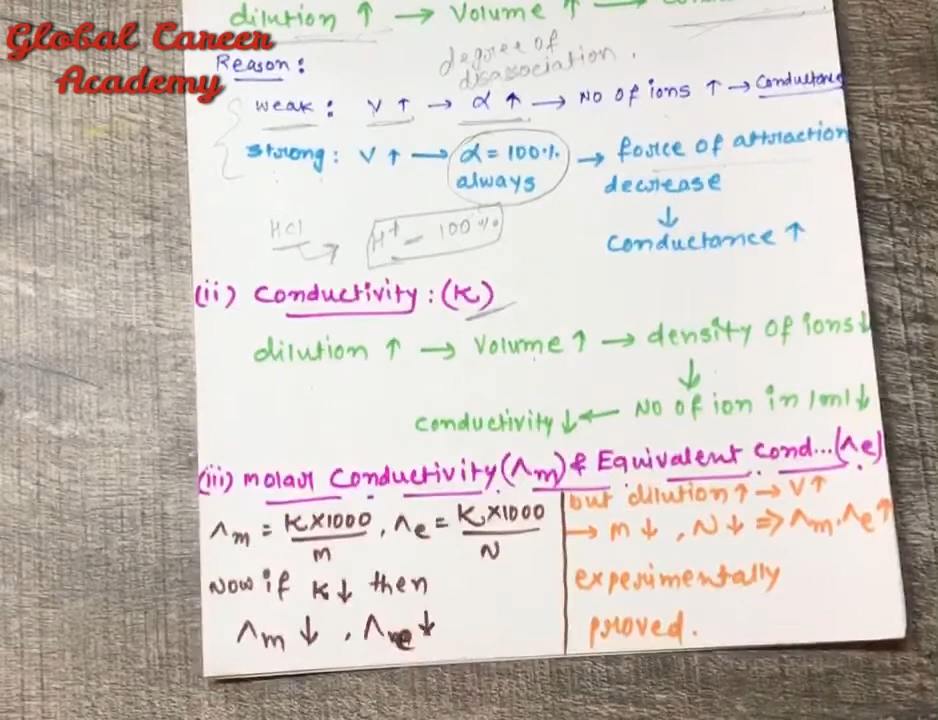 Global Career
Academy
dilution ↑ → Volume ↑ →
Reason:
degree of
disassociation.
weak: V ↑ → α ↑ → No of ions ↑ → Conductance
strong: V ↑ → α = 100% always → force of attraction
decrease
↓
Conductance ↑
HCl → H+ — 100%
(ii) Conductivity: (K)
dilution ↑ → Volume ↑ → density of ions ↓
↓
Conductivity ↓ ← No of ion in 1ml ↓
(iii) molar Conductivity (Λm) & Equivalent Cond... (Λe)
Λm = K×1000/m , Λe = K×1000/N
Now if K↓ then
Λm ↓ , Λe ↓
but dilution ↑ → V ↑
→ m ↓ , N ↓ ⇒ Λm, Λe ↑
experimentally
proved.